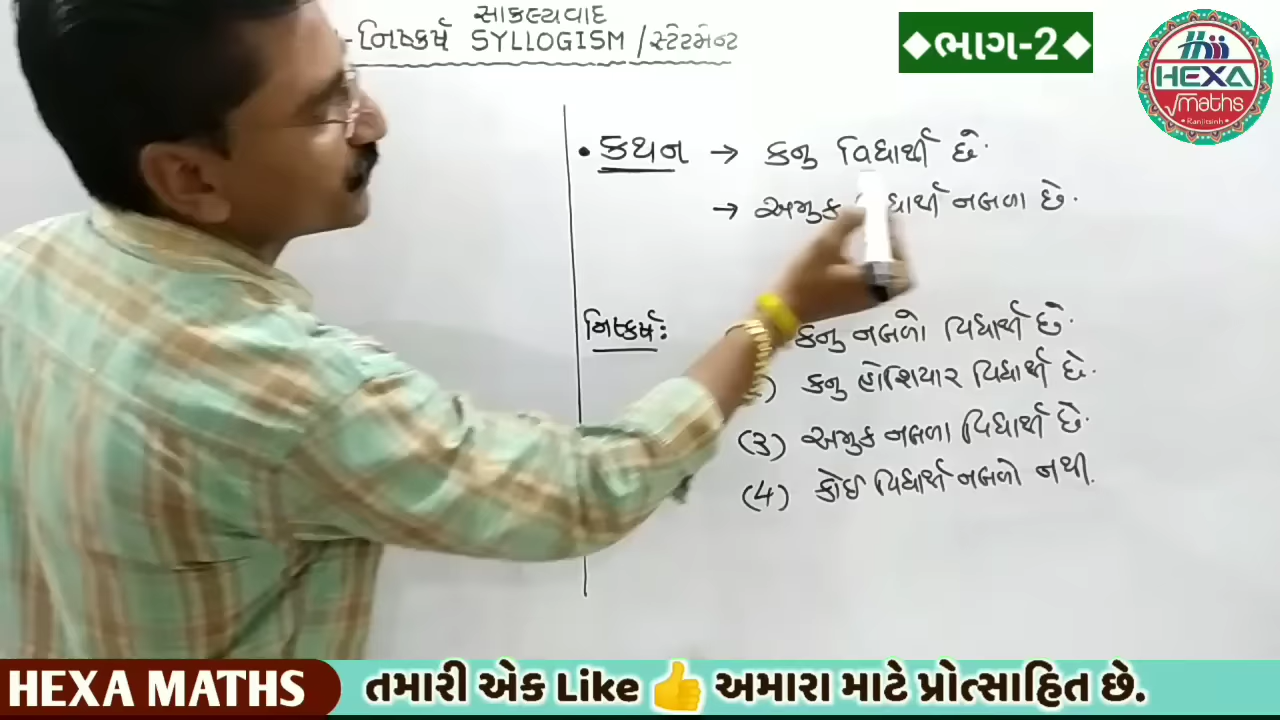 સાકલ્યવાદ
- નિષ્કર્ષ SYLLOGISM / સ્ટેટમેન્ટ
◆ભાગ-2◆
HEXA
√maths
Ranjitsinh
• કથન → કનુ વિદ્યાર્થી છે.
→ અમુક નબળા છે.
નિષ્કર્ષ:
કનુ નબળો વિદ્યાર્થી છે.
) કનુ હોશિયાર વિદ્યાર્થી છે.
(3) અમુક નબળા વિદ્યાર્થી છે.
(4) કોઈ વિદ્યાર્થી નબળો નથી.
HEXA MATHS તમારી એક Like 👍 અમારા માટે પ્રોત્સાહિત છે.